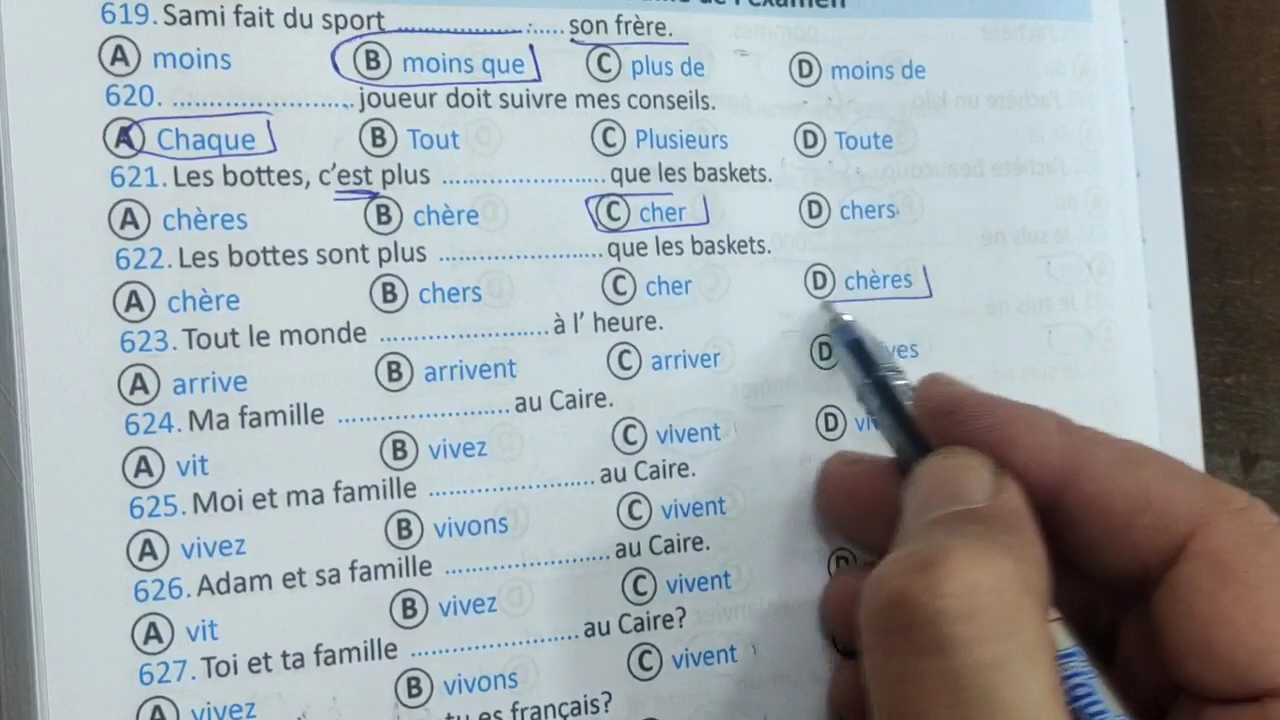 de l'examen
619. Sami fait du sport ........................ son frère.
A moins B moins que C plus de D moins de
620. ........................ joueur doit suivre mes conseils.
A Chaque B Tout C Plusieurs D Toute
621. Les bottes, c'est plus ........................ que les baskets.
A chères B chère C cher D chers
622. Les bottes sont plus ........................ que les baskets.
A chère B chers C cher D chères
623. Tout le monde ........................ à l' heure.
A arrive B arrivent C arriver D
624. Ma famille ........................ au Caire.
A vit B vivez C vivent D
625. Moi et ma famille ........................ au Caire.
A vivez B vivons C vivent
626. Adam et sa famille ........................ au Caire.
A vit B vivez C vivent D
627. Toi et ta famille ........................ au Caire?
A vivez B vivons C vivent
tu es français?